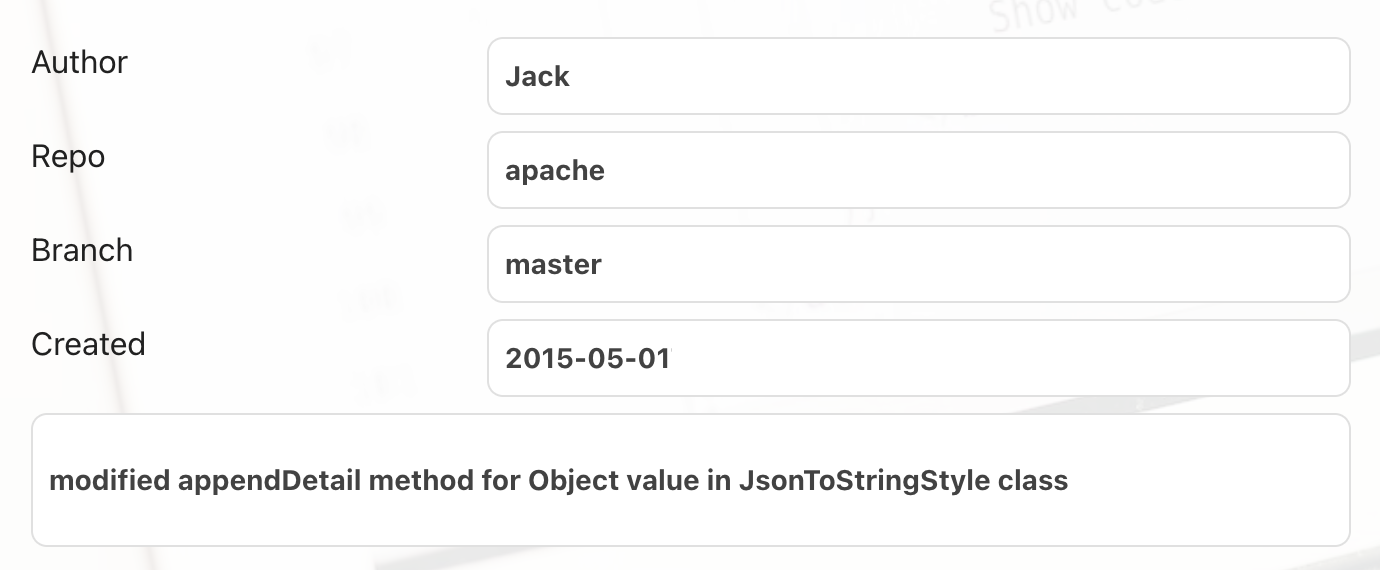 Show
Author
Jack
Repo
apache
Branch
master
Created
2015-05-01
modified appendDetail method for Object value in JsonToStringStyle class